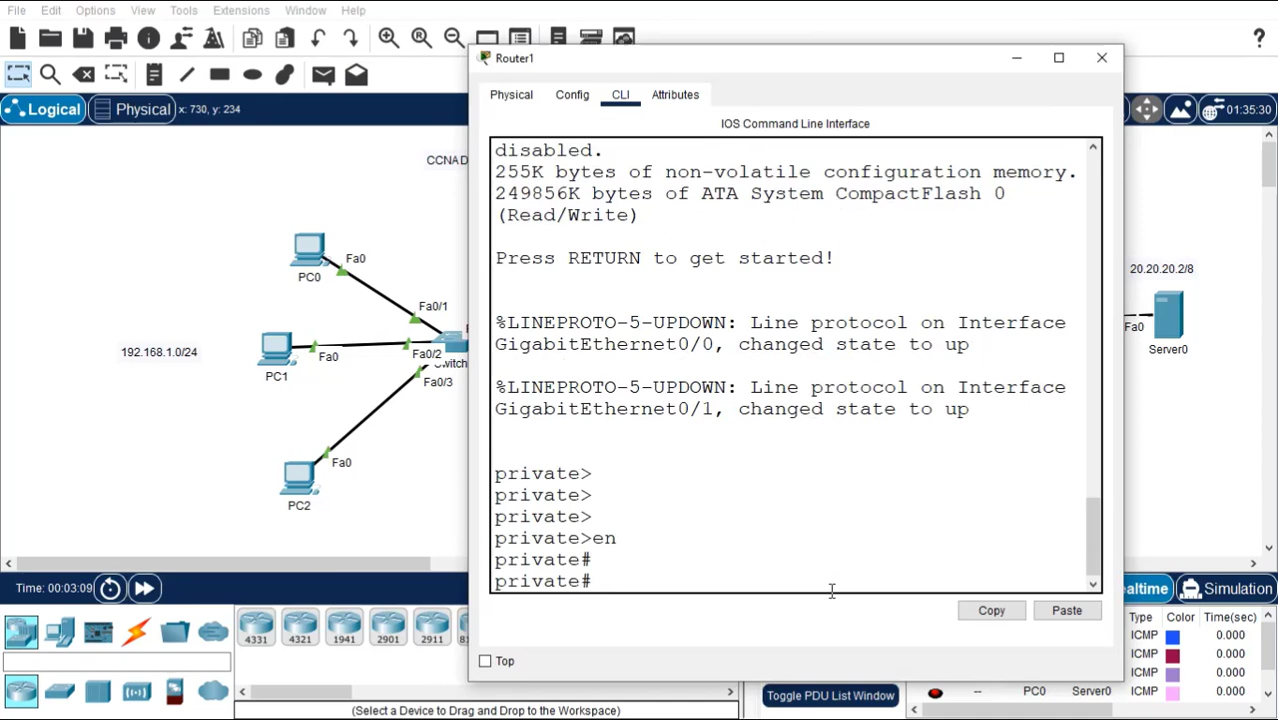 File Edit Options View Tools Extensions Window Help
Router1
Logical Physical x: 730, y: 234
01:35:30
Physical Config CLI Attributes
IOS Command Line Interface
CCNA D
disabled.
255K bytes of non-volatile configuration memory.
249856K bytes of ATA System CompactFlash 0
(Read/Write)
Press RETURN to get started!
%LINEPROTO-5-UPDOWN: Line protocol on Interface
GigabitEthernet0/0, changed state to up
%LINEPROTO-5-UPDOWN: Line protocol on Interface
GigabitEthernet0/1, changed state to up
private>
private>
private>
private>en
private#
private#
Copy Paste
Top
PC0
Fa0
Fa0/1
192.168.1.0/24
PC1
Fa0
Fa0/2
Switch
Fa0/3
Fa0
PC2
20.20.20.2/8
Fa0
Server0
Time: 00:03:09
altime Simulation
4331 4321 1941 2901 2911
(Select a Device to Drag and Drop to the Workspace)
Toggle PDU List Window
Type Color Time(sec)
ICMP 0.000
ICMP 0.000
ICMP 0.000
-- PC0 Server0 ICMP 0.000